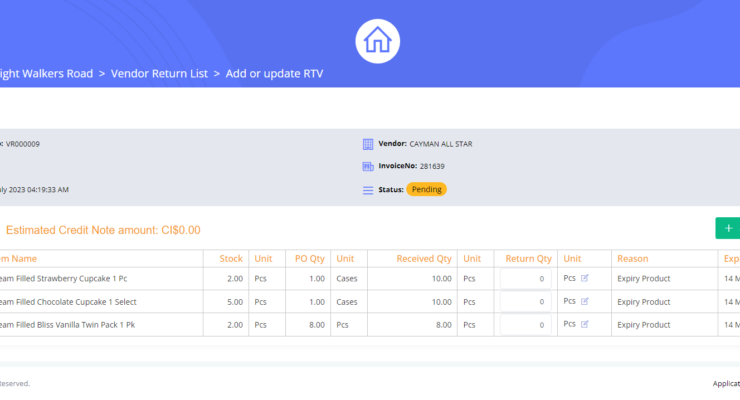 ight Walkers Road > Vendor Return List > Add or update RTV
: VR000009
Vendor: CAYMAN ALL STAR
InvoiceNo: 281639
ly 2023 04:19:33 AM
Status: Pending
Estimated Credit Note amount: CI$0.00
+
m Name Stock Unit PO Qty Unit Received Qty Unit Return Qty Unit Reason Exp
eam Filled Strawberry Cupcake 1 Pc 2.00 Pcs 1.00 Cases 10.00 Pcs 0 Pcs Expiry Product 14 M
eam Filled Chocolate Cupcake 1 Select 5.00 Pcs 1.00 Cases 10.00 Pcs 0 Pcs Expiry Product 14 M
eam Filled Bliss Vanilla Twin Pack 1 Pk 2.00 Pcs 8.00 Pcs 8.00 Pcs 0 Pcs Expiry Product 14 M
eserved.
Applicat